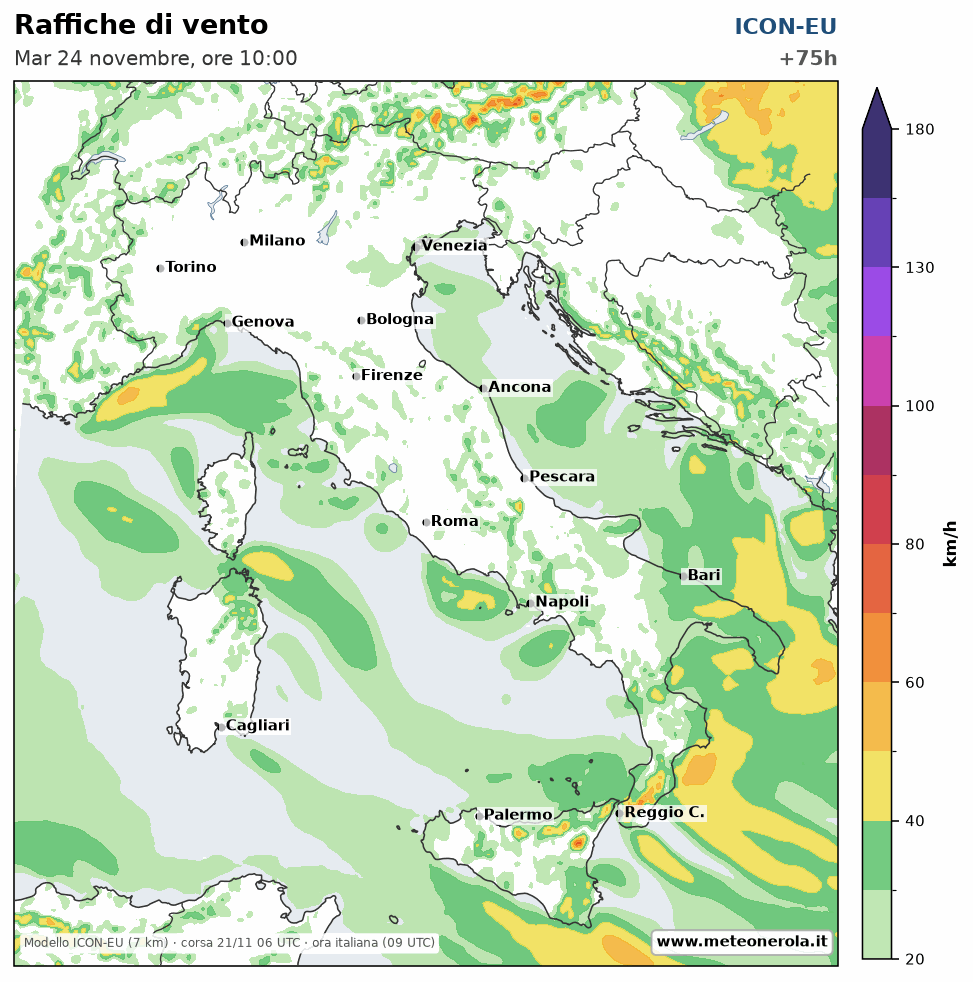 Raffiche di vento
ICON-EU
Mar 24 novembre, ore 10:00
+75h
180
Milano
Venezia
Torino
130
Genova
Bologna
Firenze
Ancona
100
Pescara
Roma
80
km/h
Bari
Napoli
60
Cagliari
Palermo
Reggio C.
40
Modello ICON-EU (7 km) · corsa 21/11 06 UTC · ora italiana (09 UTC)
www.meteonerola.it
20